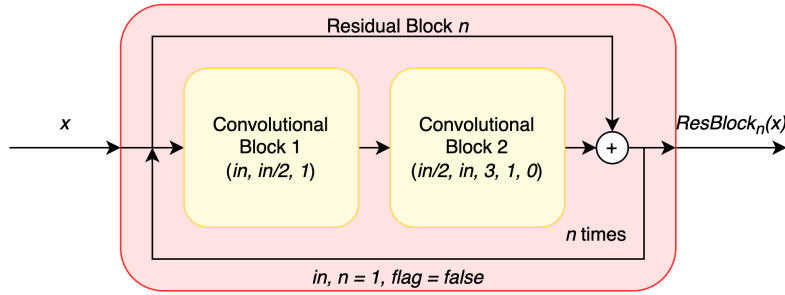 Residual Block n
x
Convolutional
Block 1
(in, in/2, 1)
Convolutional
Block 2
(in/2, in, 3, 1, 0)
+
ResBlockₙ(x)
n times
in, n = 1, flag = false